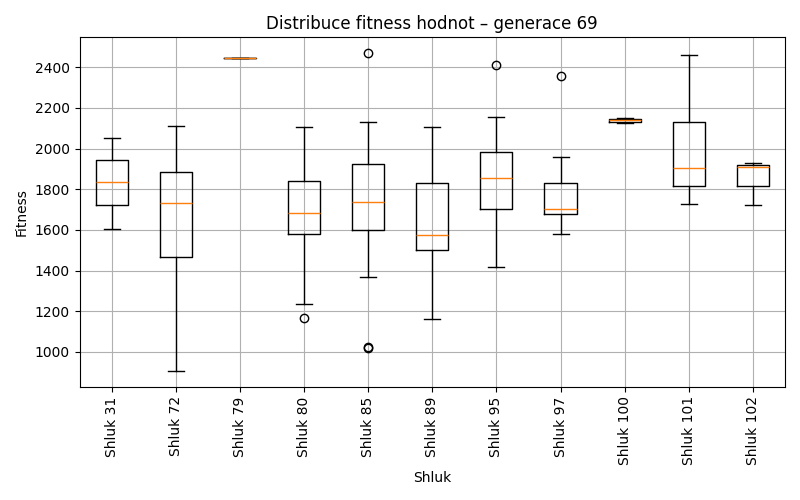 Distribuce fitness hodnot – generace 69
Fitness
2400
2200
2000
1800
1600
1400
1200
1000
Shluk 31
Shluk 72
Shluk 79
Shluk 80
Shluk 85
Shluk 89
Shluk 95
Shluk 97
Shluk 100
Shluk 101
Shluk 102
Shluk